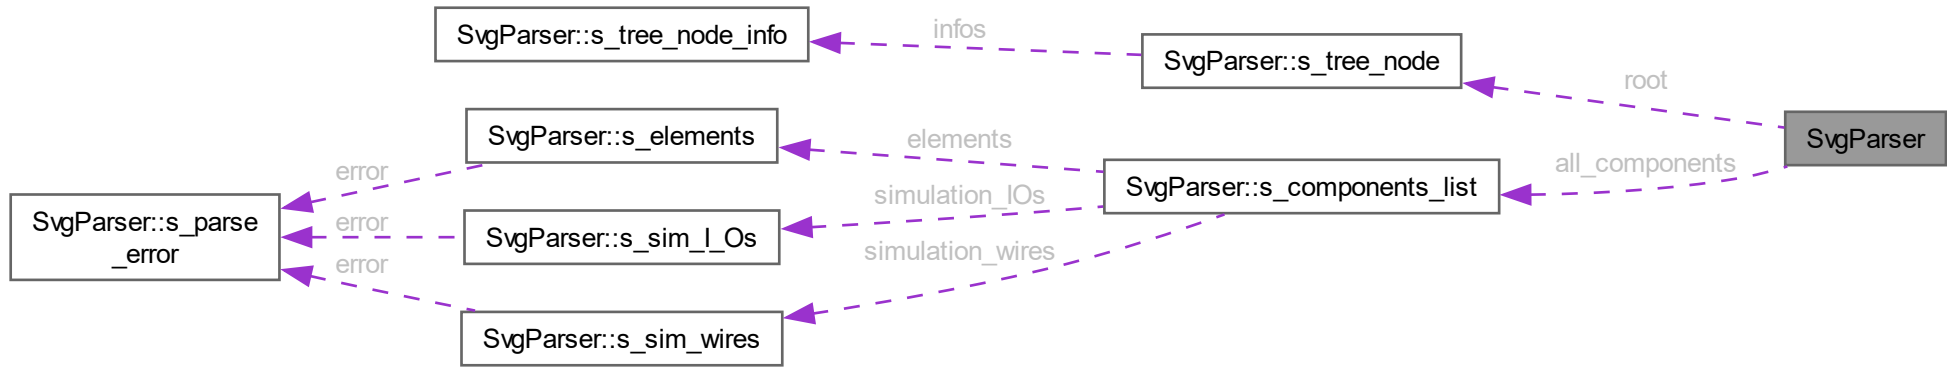 SvgParser::s_tree_node_info
infos
SvgParser::s_tree_node
root
SvgParser
all_components
SvgParser::s_components_list
elements
SvgParser::s_elements
error
simulation_IOs
SvgParser::s_sim_I_Os
error
simulation_wires
SvgParser::s_sim_wires
error
SvgParser::s_parse
_error